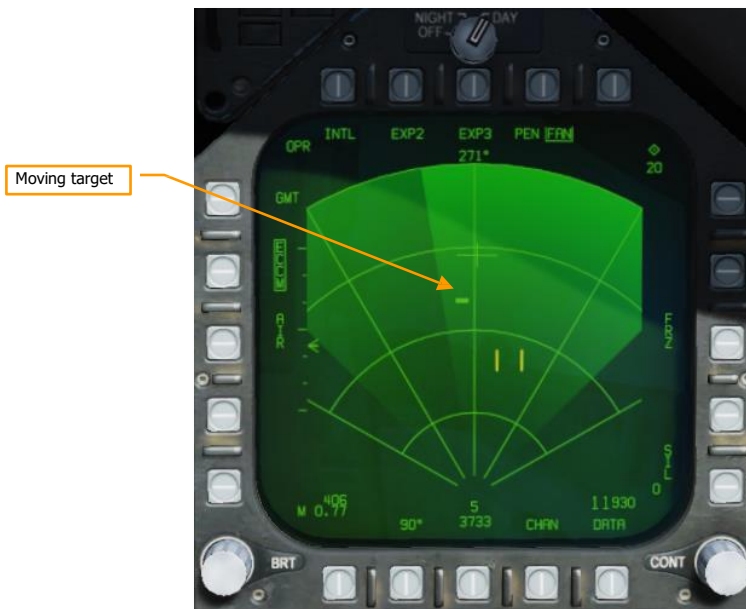 NIGHT DAY
OFF
Moving target
INTL EXP2 EXP3 PEN FAN
OPR
271°
20
GMT
ECCM
AIR
FRZ
SIL
406
M 0.77
90°
5
3733
CHAN
11930
DATA
0
BRT
CONT